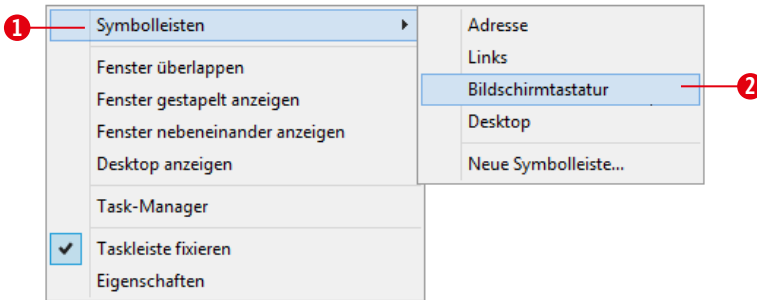 1
Symbolleisten
Fenster überlappen
Fenster gestapelt anzeigen
Fenster nebeneinander anzeigen
Desktop anzeigen
Task-Manager
Taskleiste fixieren
Eigenschaften
Adresse
Links
Bildschirmtastatur
2
Desktop
Neue Symbolleiste...